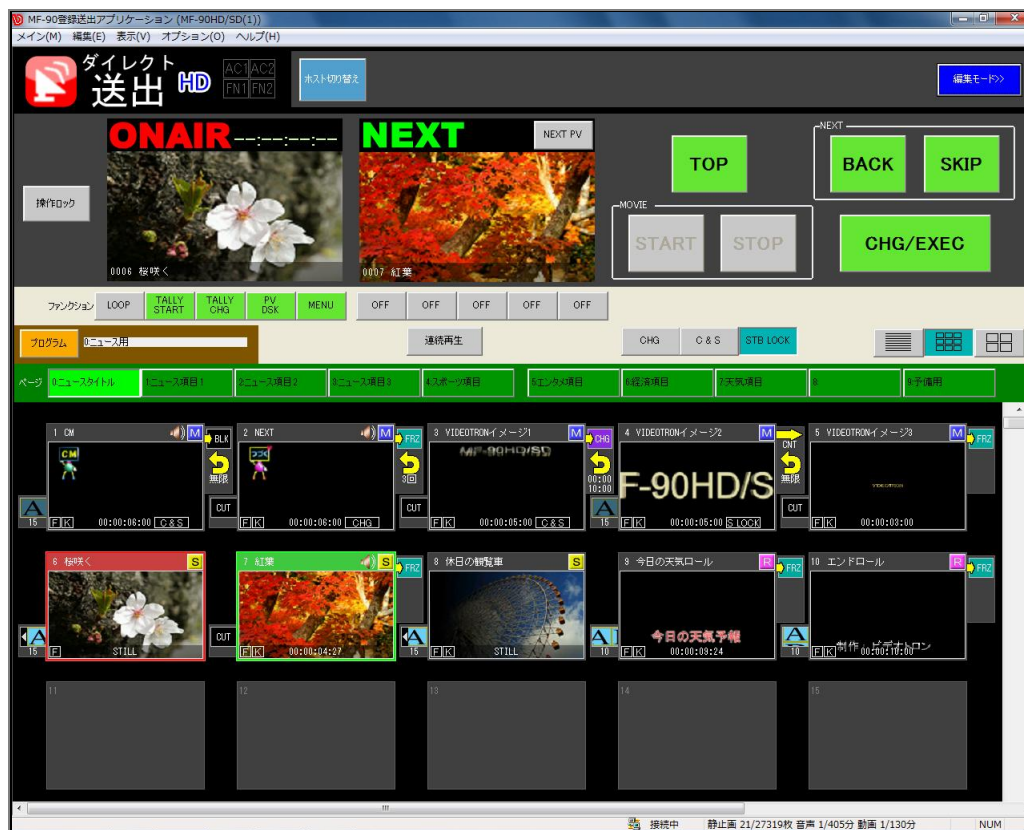 MF-90登録送出アプリケーション (MF-90HD/SD(1))
メイン(M) 編集(E) 表示(V) オプション(O) ヘルプ(H)
ダイレクト
送出 HD
AC1 AC2
FN1 FN2
ホスト切り替え
編集モード>>
ONAIR --:--:--:--
NEXT
NEXT PV
操作ロック
0006 桜咲く
0007 紅葉
TOP
NEXT
BACK SKIP
MOVIE
START STOP
CHG/EXEC
ファンクション LOOP TALLY START TALLY CHG PV DSK MENU OFF OFF OFF OFF OFF
プログラム 0:ニュース用 連続再生 CHG C & S STB LOCK
ページ 0:ニュースタイトル 1:ニュース項目1 2:ニュース項目2 3:ニュース項目3 4:スポーツ項目 5:エンタメ項目 6:経済項目 7:天気項目 8: 9:予備用
1 CM M BLK 2 NEXT M FRZ 3 VIDEOTRONイメージ1 M CHG 4 VIDEOTRONイメージ2 M CNT 5 VIDEOTRONイメージ3 M FRZ
CM
MF-90HD/SD
F-90HD/S
無限 3回 00:00 10:00 無限
CUT CUT CUT
A 15 F K 00:00:06:00 C & S F K 00:00:06:00 CHG F K 00:00:05:00 C & S A 15 F K 00:00:05:00 S LOCK F K 00:00:03:00
6 桜咲く S 7 紅葉 S FRZ 8 休日の観覧車 S 9 今日の天気ロール R FRZ 10 エンドロール R FRZ
今日の天気予報
制作・ビデオトロン
A 15 F STILL CUT F K 00:00:04:27 A 15 F K STILL A 10 F K 00:00:09:24 A 10 F K 00:00:10:00
11 12 13 14 15
接続中 静止画 21/27319枚 音声 1/405分 動画 1/130分 NUM